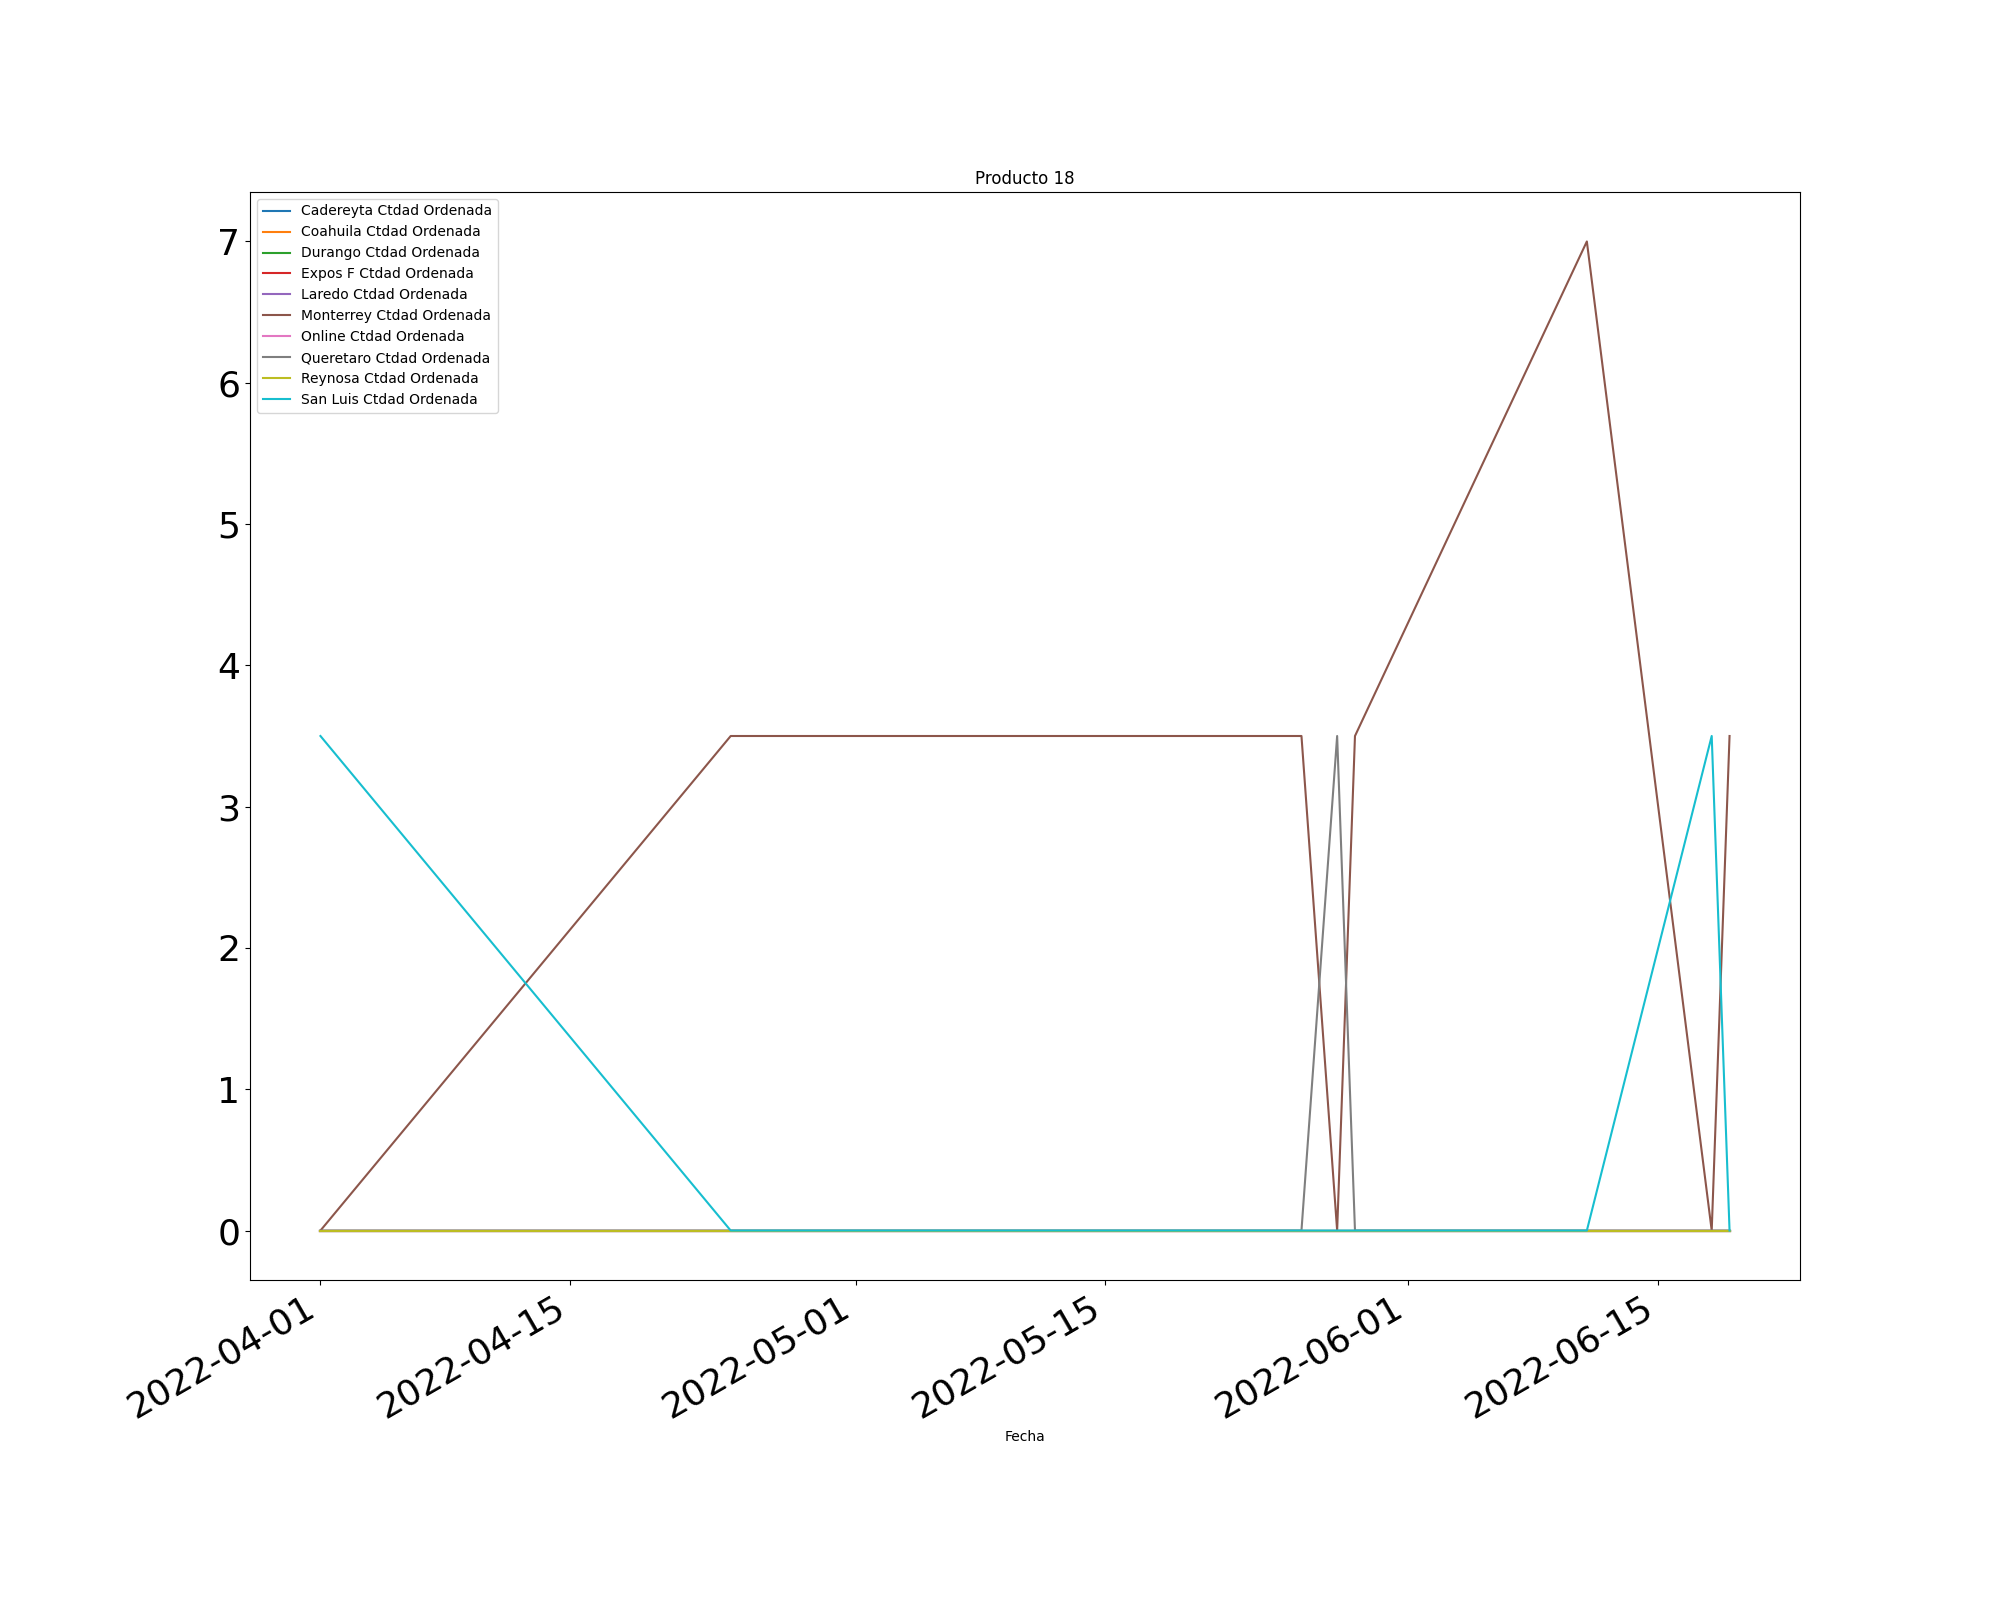 Producto 18
Cadereyta Ctdad Ordenada
Coahuila Ctdad Ordenada
Durango Ctdad Ordenada
Expos F Ctdad Ordenada
Laredo Ctdad Ordenada
Monterrey Ctdad Ordenada
Online Ctdad Ordenada
Queretaro Ctdad Ordenada
Reynosa Ctdad Ordenada
San Luis Ctdad Ordenada
7
6
5
4
3
2
1
0
2022-04-01
2022-04-15
2022-05-01
2022-05-15
2022-06-01
2022-06-15
Fecha